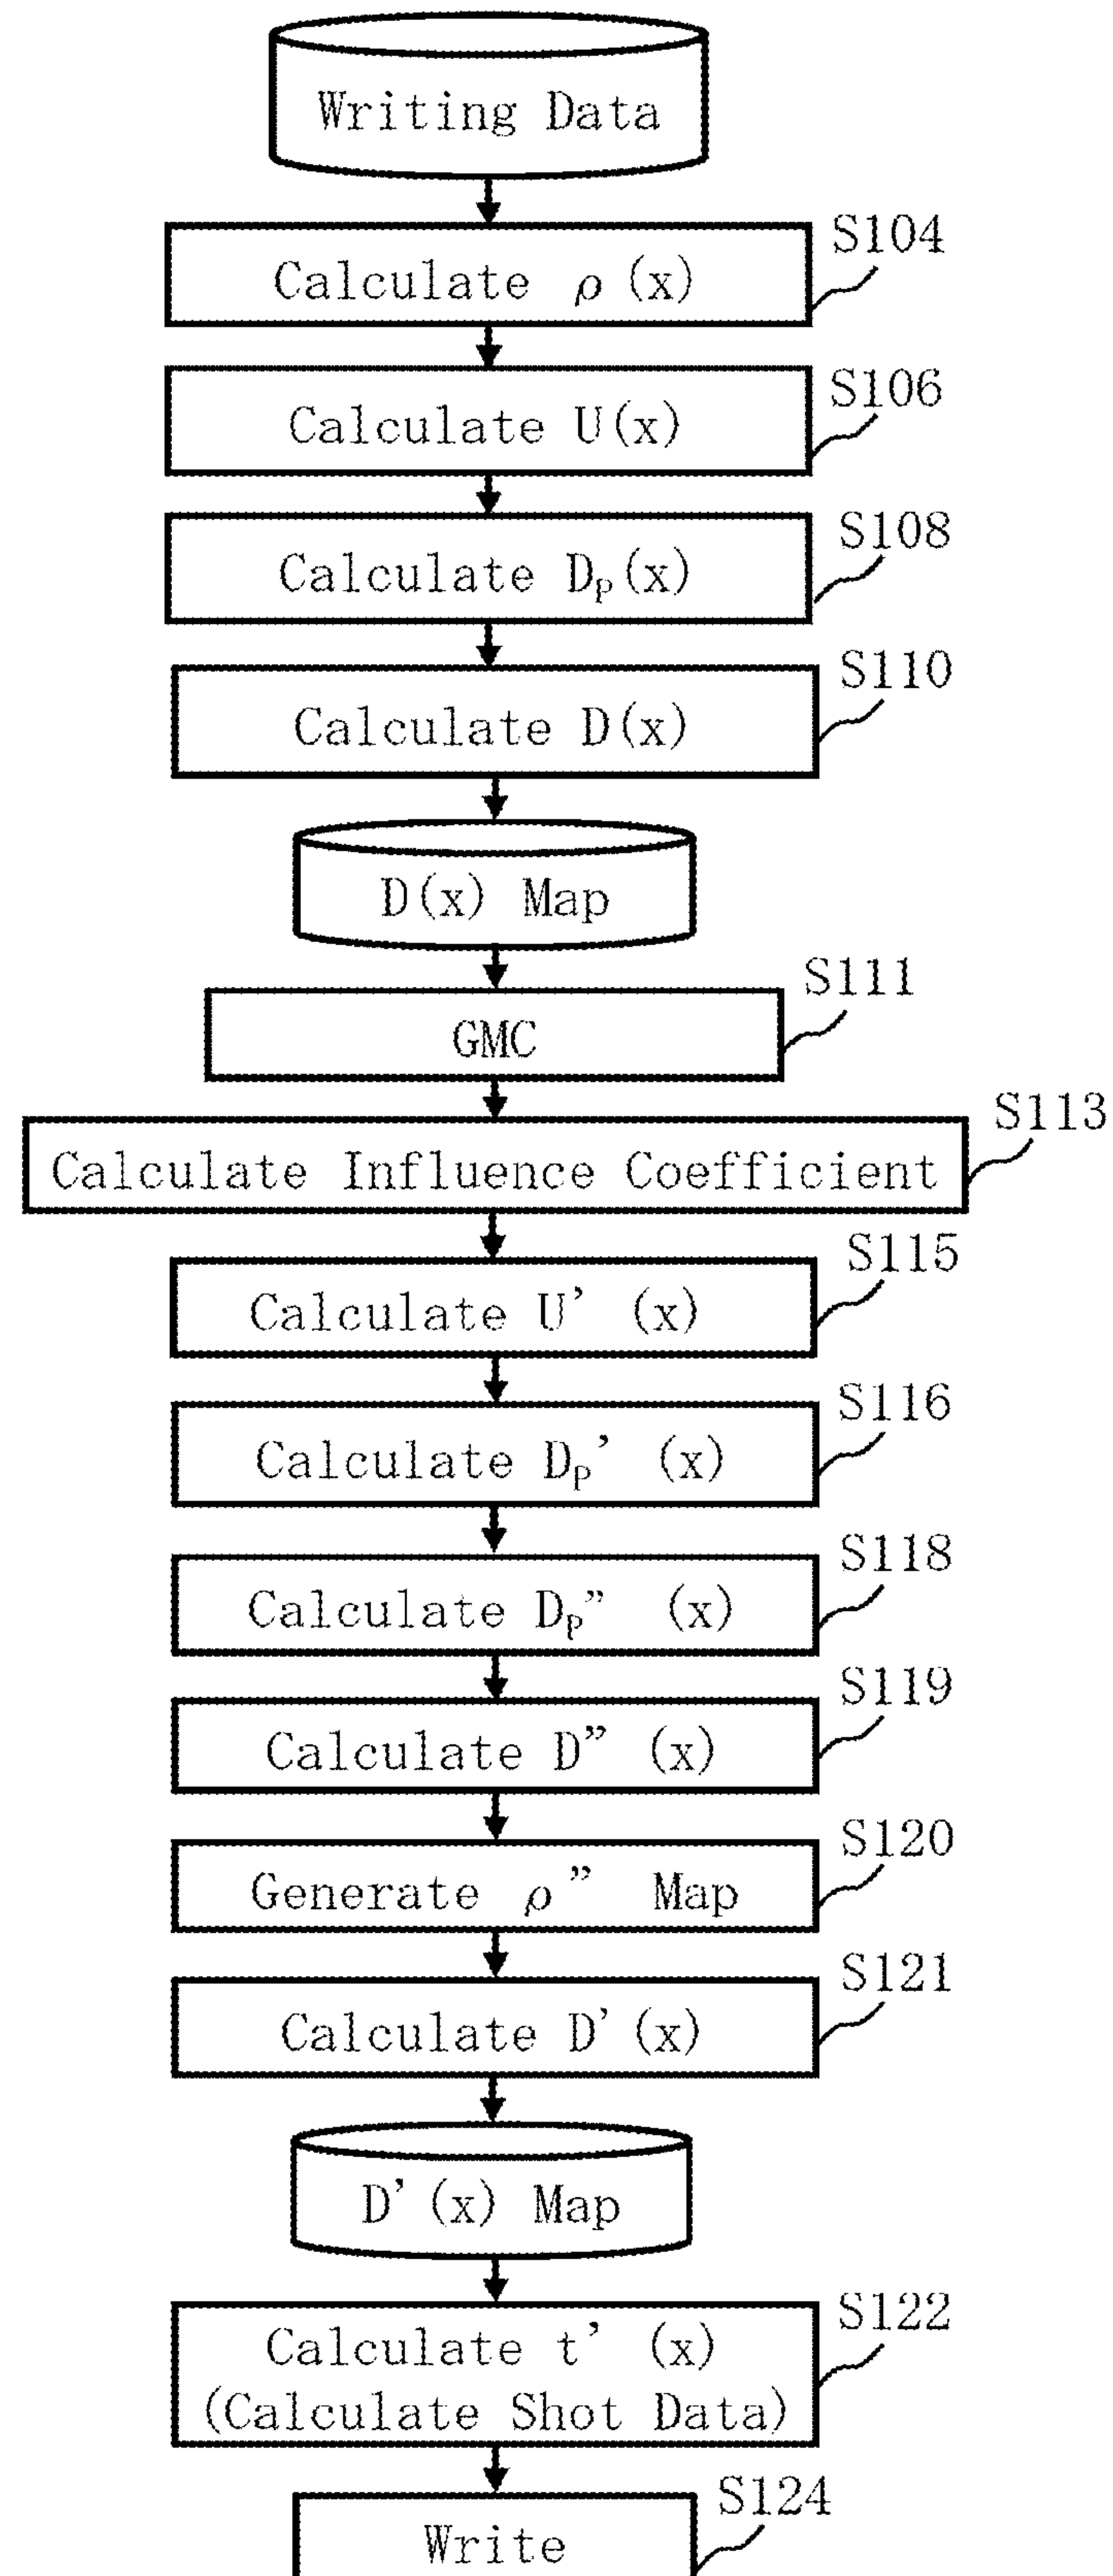 Writing Data
S104
Calculate ρ (x)
S106
Calculate U(x)
S108
Calculate Dₚ(x)
S110
Calculate D(x)
D(x) Map
S111
GMC
S113
Calculate Influence Coefficient
S115
Calculate U’ (x)
S116
Calculate Dₚ’ (x)
S118
Calculate Dₚ” (x)
S119
Calculate D” (x)
S120
Generate ρ” Map
S121
Calculate D'(x)
D'(x) Map
S122
Calculate t’ (x)
(Calculate Shot Data)
S124
Write